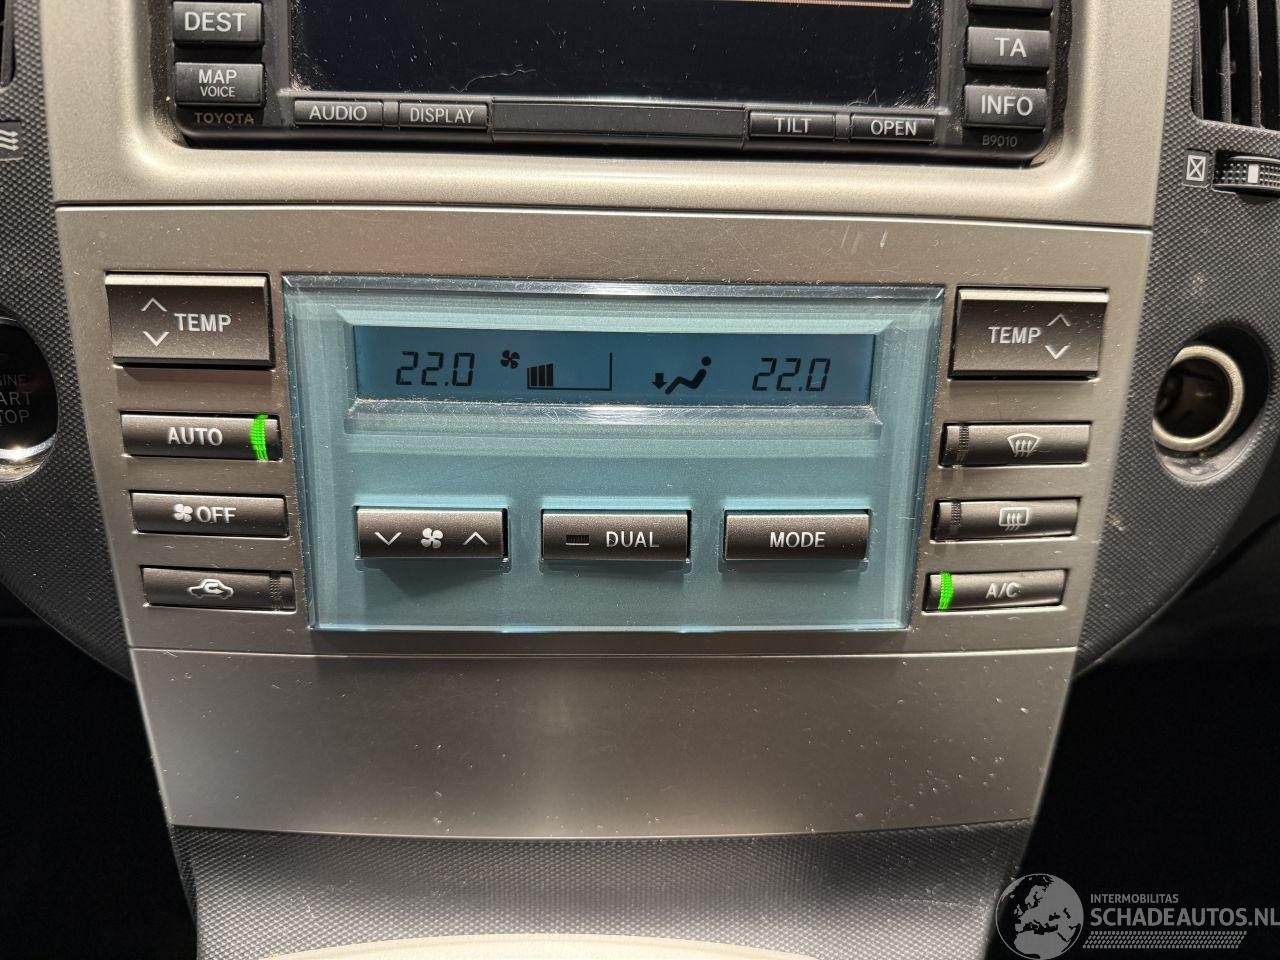 DEST
TA
MAP
VOICE
INFO
TOYOTA
AUDIO
DISPLAY
TILT
OPEN
B9010
TEMP
TEMP
22.0
22.0
AUTO
OFF
DUAL
MODE
A/C
INTERMOBILITAS
SCHADEAUTOS.NL